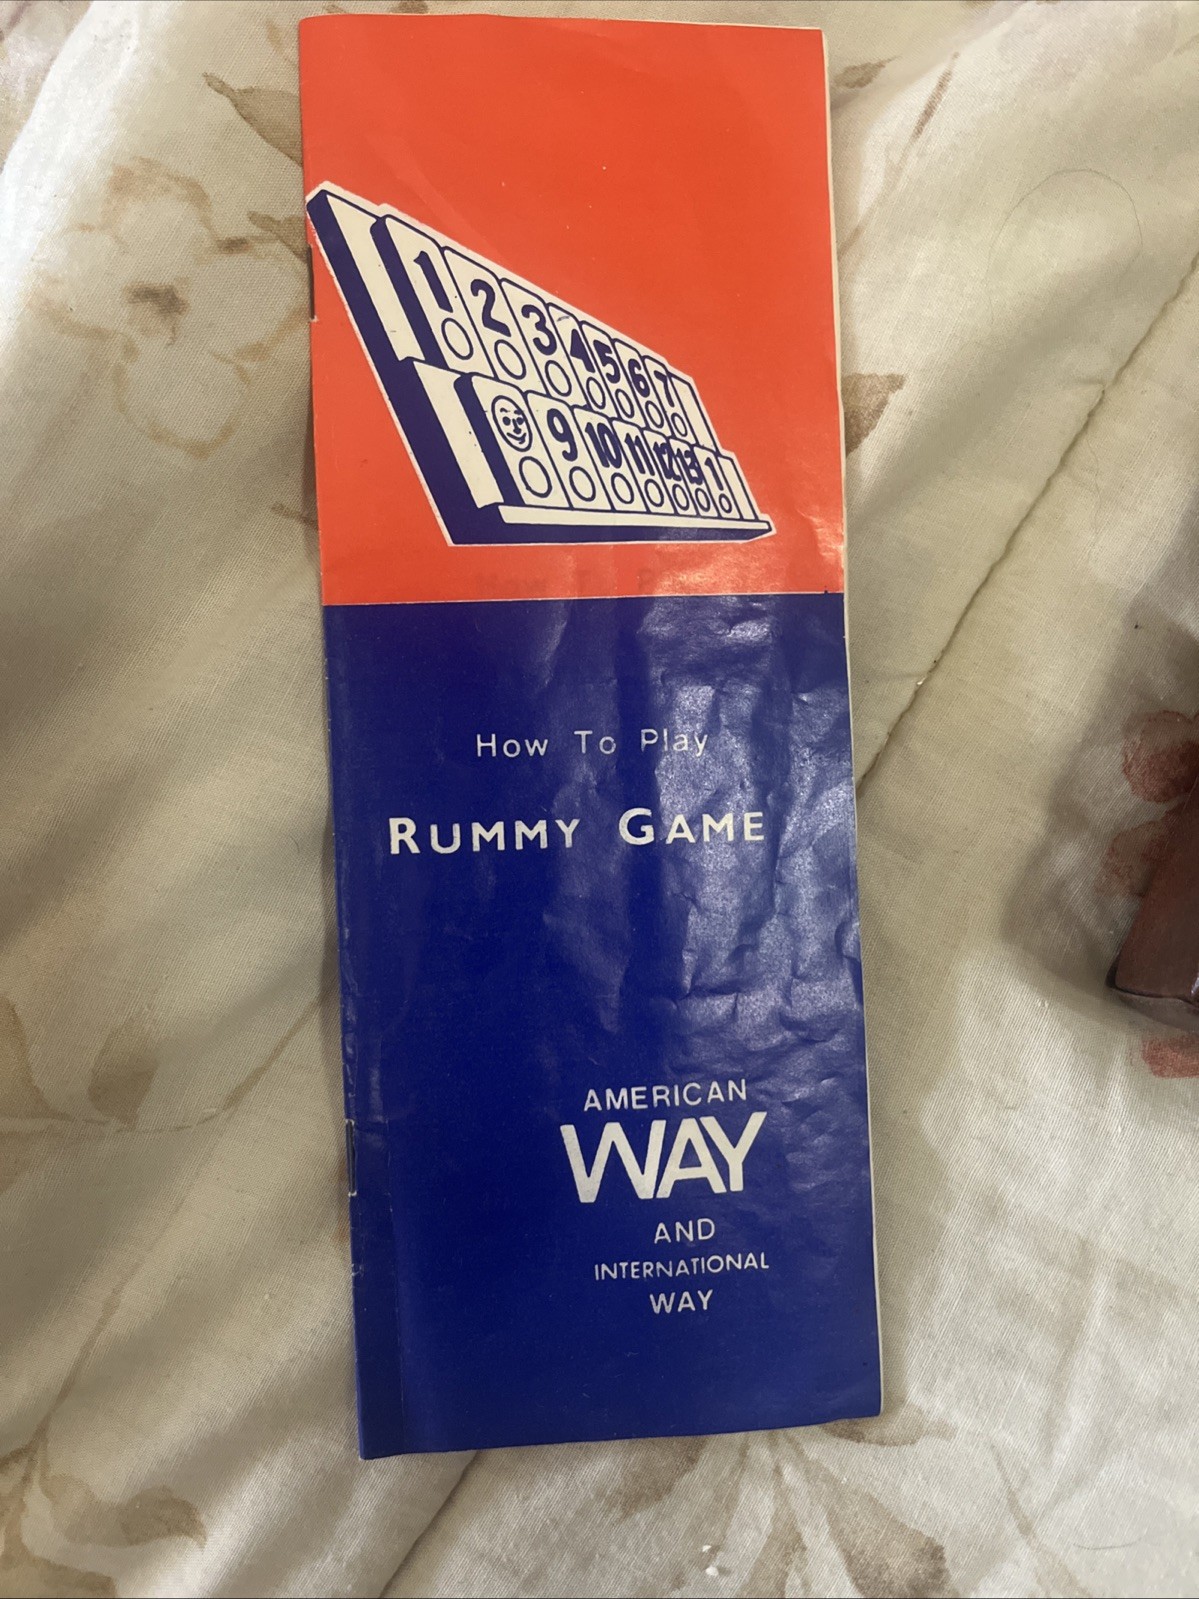 1 2 3 4 5 6 7
9 10 11 12 13 1
How To Play
RUMMY GAME
AMERICAN
WAY
AND
INTERNATIONAL
WAY